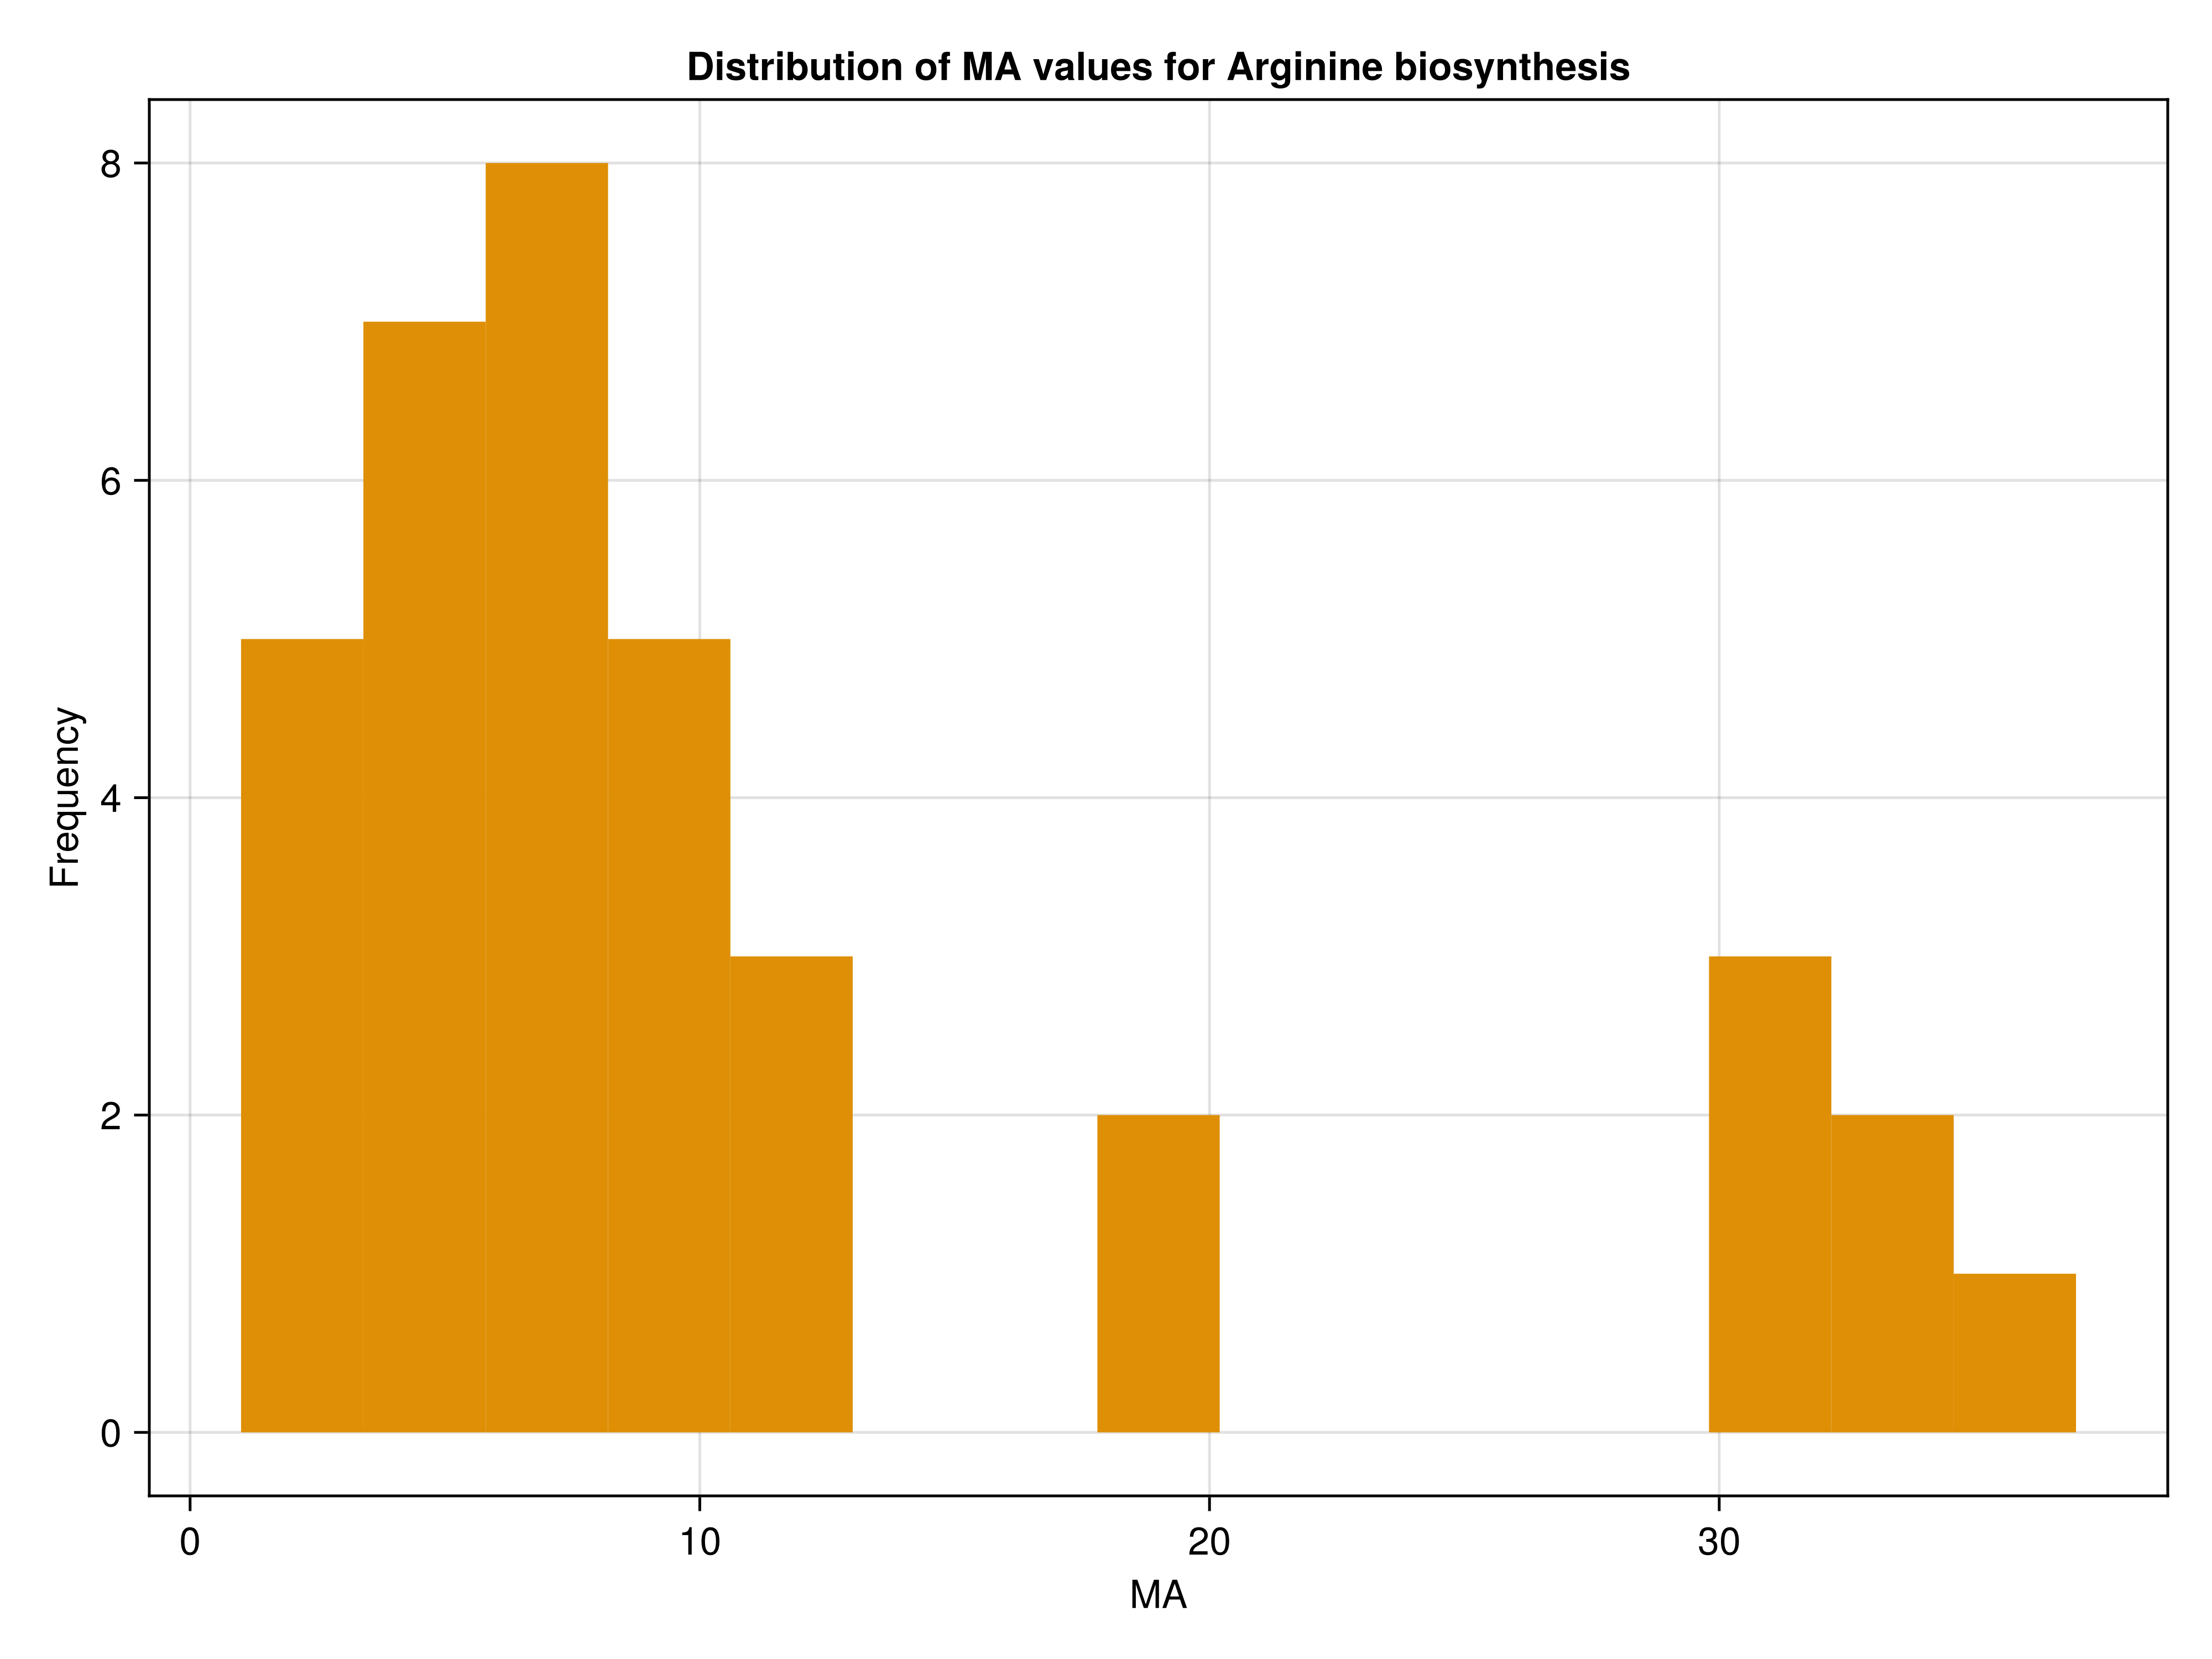 Distribution of MA values for Arginine biosynthesis
8
6
4
2
0
Frequency
0 10 20 30
MA